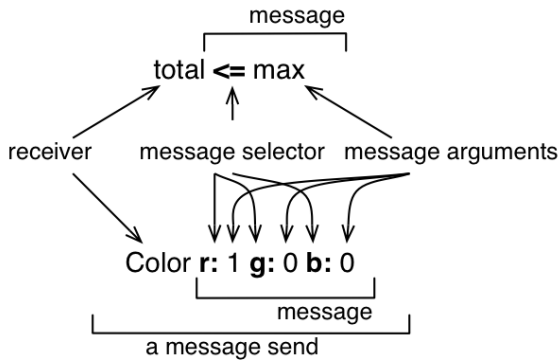 message
total <= max
receiver message selector message arguments
Color r: 1 g: 0 b: 0
message
a message send